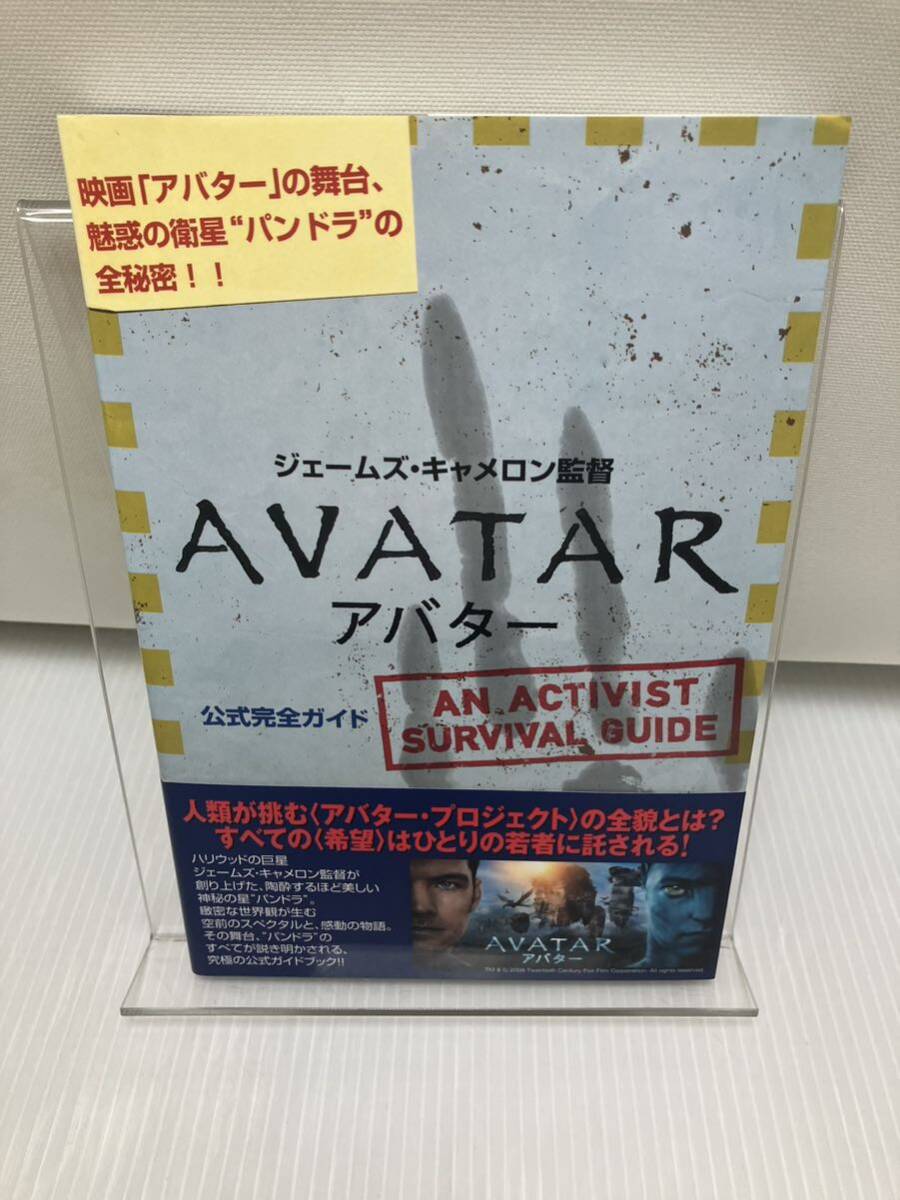 映画「アバター」の舞台、
魅惑の衛星“パンドラ”の
全秘密！！
ジェームズ・キャメロン監督
AVATAR
アバター
公式完全ガイド
AN ACTIVIST
SURVIVAL GUIDE
人類が挑む〈アバター・プロジェクト〉の全貌とは?
すべての〈希望〉はひとりの若者に託される!
ハリウッドの巨星
ジェームズ・キャメロン監督が
創り上げた、陶酔するほど美しい
神秘の星“パンドラ”。
緻密な世界観が生む
空前のスペクタルと、感動の物語。
その舞台、“パンドラ”の
すべてが説き明かされる、
究極の公式ガイドブック!!
AVATAR
アバター
TM & © 2009 Twentieth Century Fox Film Corporation. All rights reserved.